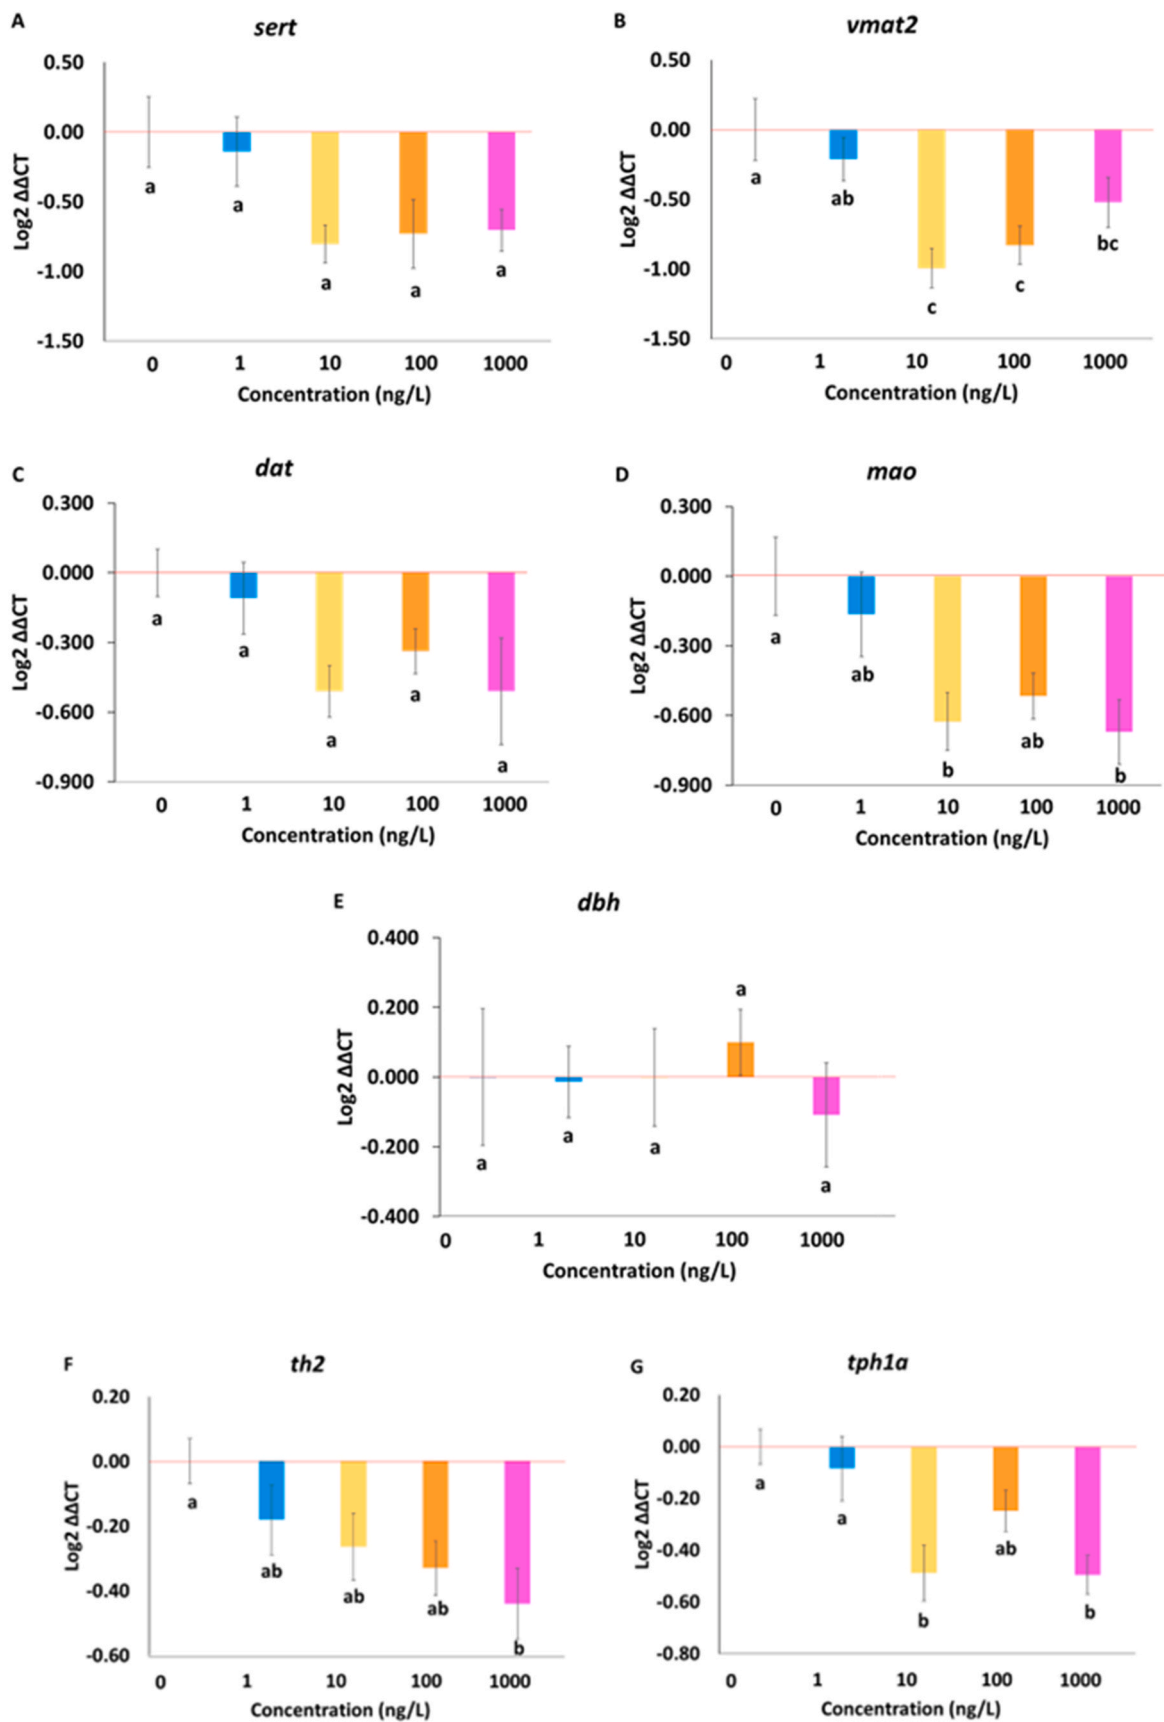 A
sert
0.50
0.00
-0.50
-1.00
-1.50
Log2 ΔΔCT
a
a
a
a
a
0 1 10 100 1000
Concentration (ng/L)
B
vmat2
0.50
0.00
-0.50
-1.00
-1.50
Log2 ΔΔCT
a
ab
c
c
bc
0 1 10 100 1000
Concentration (ng/L)
C
dat
0.300
0.000
-0.300
-0.600
-0.900
Log2 ΔΔCT
a
a
a
a
a
0 1 10 100 1000
Concentration (ng/L)
D
mao
0.300
0.000
-0.300
-0.600
-0.900
Log2 ΔΔCT
a
ab
b
ab
b
0 1 10 100 1000
Concentration (ng/L)
E
dbh
0.400
0.200
0.000
-0.200
-0.400
Log2 ΔΔCT
a
a
a
a
a
0 1 10 100 1000
Concentration (ng/L)
F
th2
0.20
0.00
-0.20
-0.40
-0.60
Log2 ΔΔCT
a
ab
ab
ab
b
0 1 10 100 1000
Concentration (ng/L)
G
tph1a
0.20
0.00
-0.20
-0.40
-0.60
-0.80
Log2 ΔΔCT
a
a
b
ab
b
0 1 10 100 1000
Concentration (ng/L)